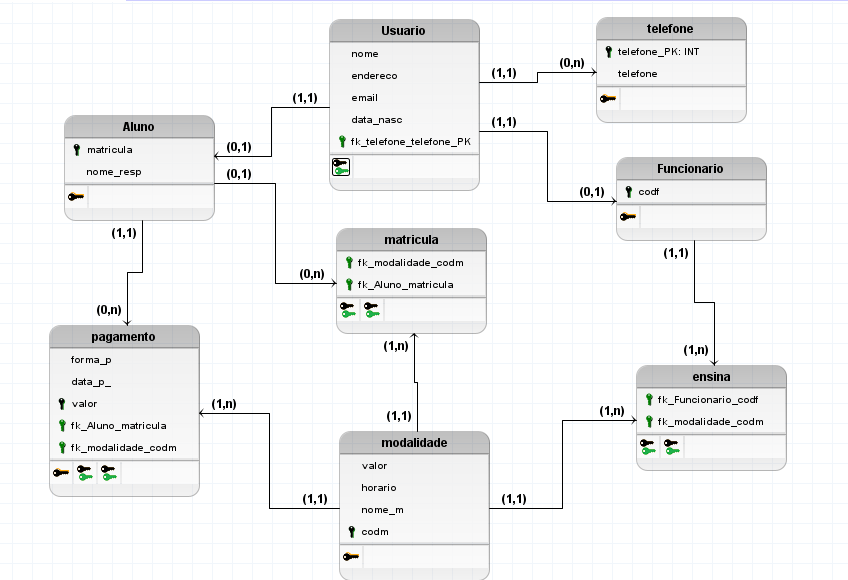 Usuario
nome
endereco
email
data_nasc
fk_telefone_telefone_PK
telefone
telefone_PK: INT
telefone
(1,1)
(0,n)
(1,1)
(0,1)
(1,1)
(0,1)
Aluno
matricula
nome_resp
(0,1)
(0,n)
(1,1)
(0,n)
Funcionario
codf
(1,1)
(1,n)
matricula
fk_modalidade_codm
fk_Aluno_matricula
(1,n)
(1,1)
pagamento
forma_p
data_p_
valor
fk_Aluno_matricula
fk_modalidade_codm
(1,n)
(1,1)
ensina
fk_Funcionario_codf
fk_modalidade_codm
(1,n)
(1,1)
modalidade
valor
horario
nome_m
codm